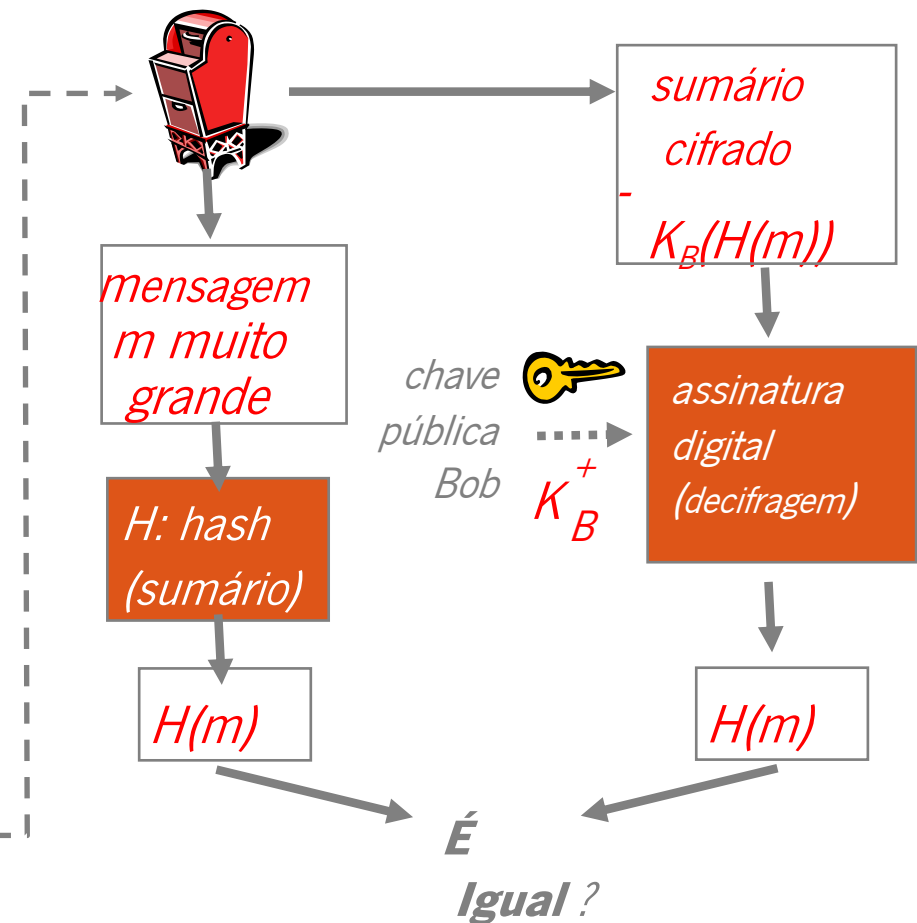 sumário
cifrado
-
K_B(H(m))
mensagem
m muito
grande
chave
pública
Bob
K_B^+
assinatura
digital
(decifragem)
H: hash
(sumário)
H(m)
H(m)
É
Igual ?